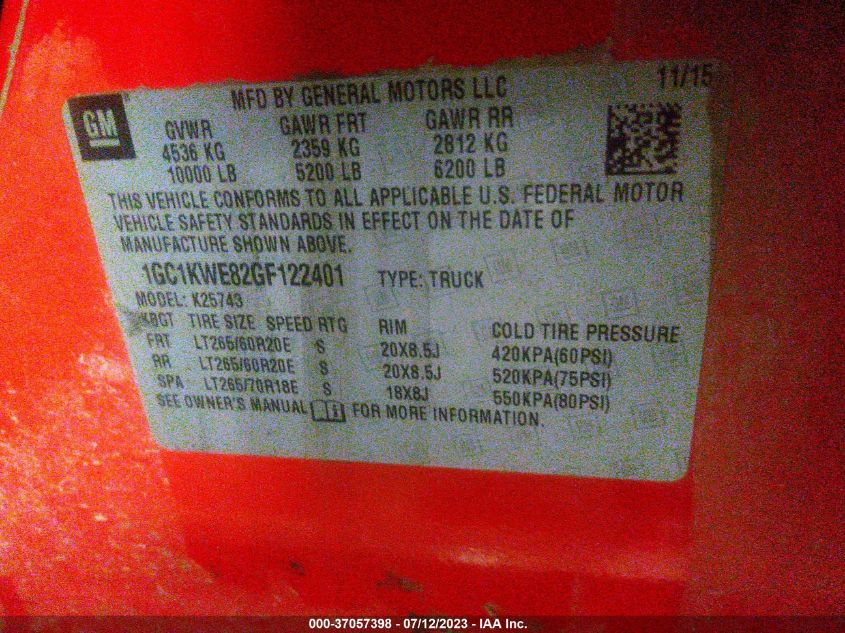 GM
MFD BY GENERAL MOTORS LLC
11/15
GVWR GAWR FRT GAWR RR
4536 KG 2359 KG 2812 KG
10000 LB 5200 LB 6200 LB
THIS VEHICLE CONFORMS TO ALL APPLICABLE U.S. FEDERAL MOTOR
VEHICLE SAFETY STANDARDS IN EFFECT ON THE DATE OF
MANUFACTURE SHOWN ABOVE.
1GC1KWE82GF122401 TYPE: TRUCK
MODEL: K25743
KBGT TIRE SIZE SPEED RTG RIM COLD TIRE PRESSURE
FRT LT265/60R20E S 20X8.5J 420KPA(60PSI)
RR LT265/60R20E S 20X8.5J 520KPA(75PSI)
SPA LT265/70R18E S 18X8J 550KPA(80PSI)
SEE OWNER'S MANUAL FOR MORE INFORMATION.
000-37057398 - 07/12/2023 - IAA Inc.